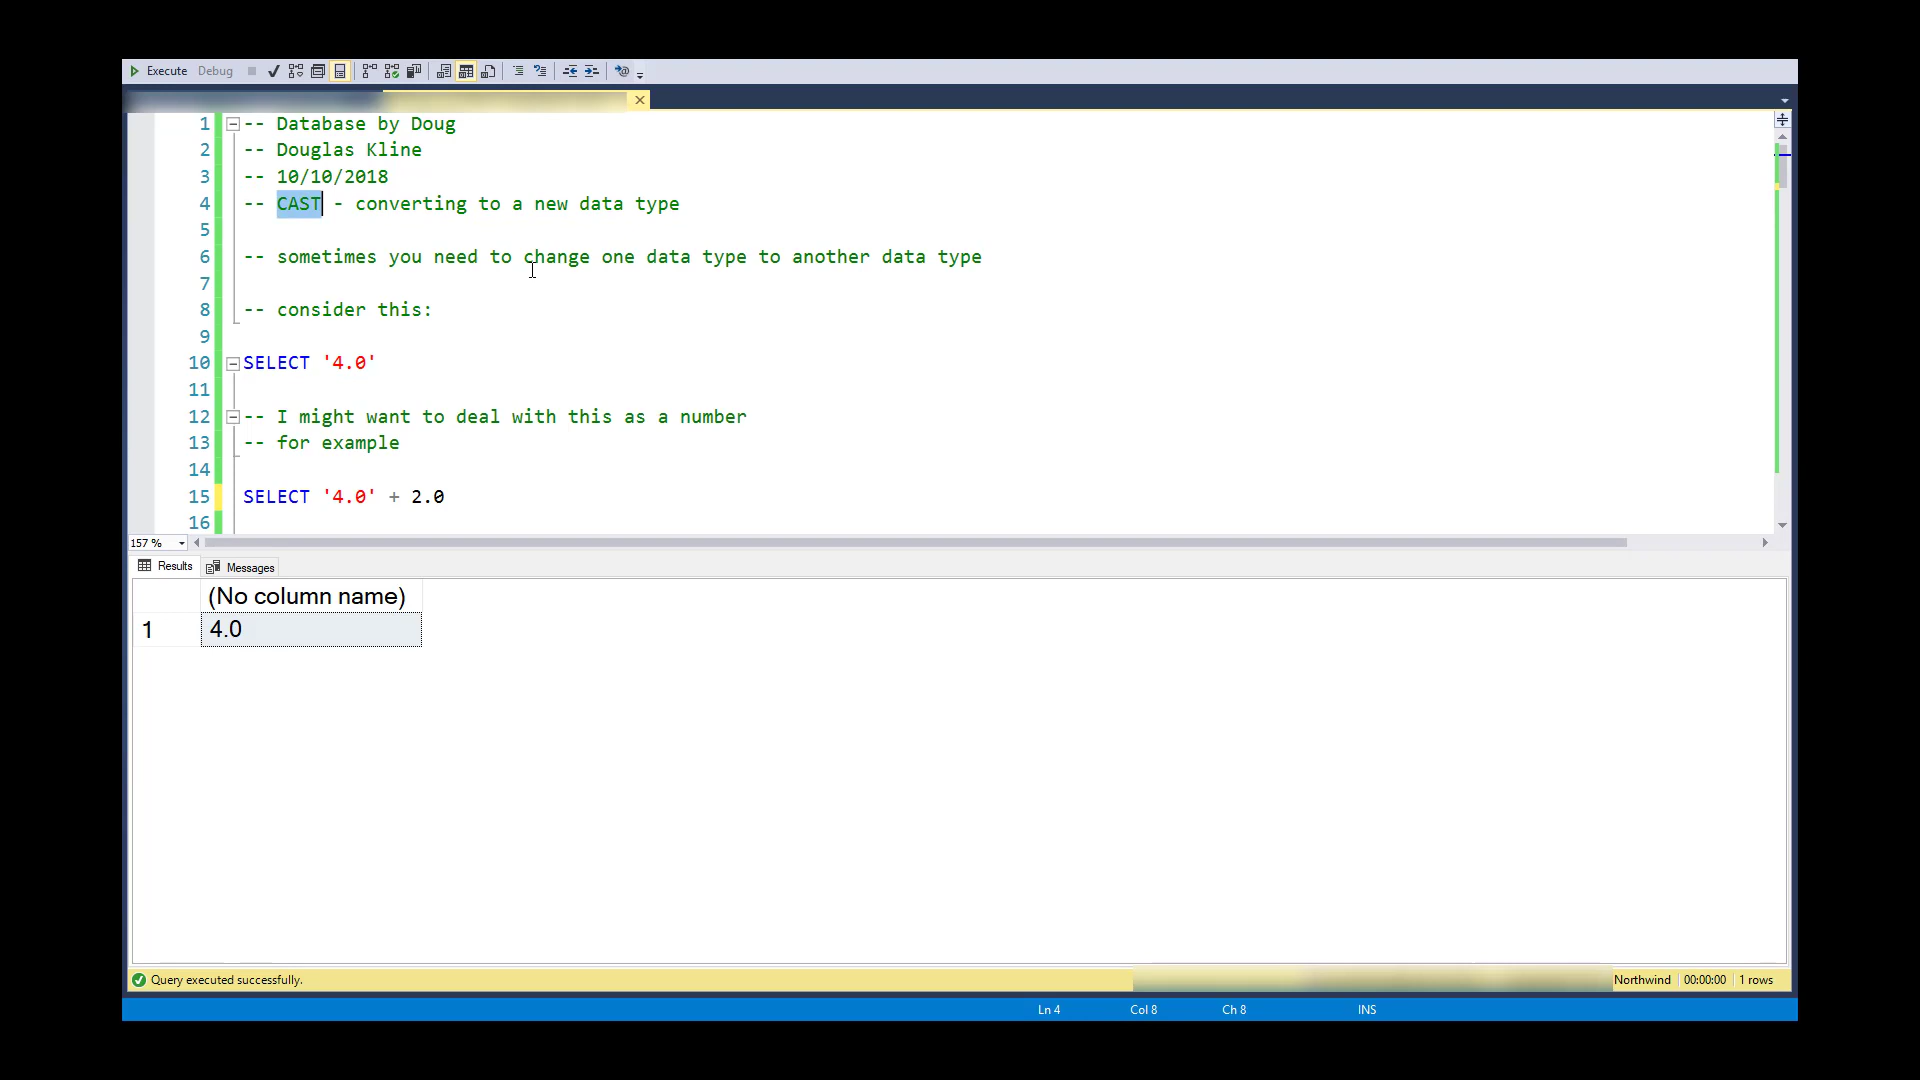 Execute Debug
1 -- Database by Doug
2 -- Douglas Kline
3 -- 10/10/2018
4 -- CAST - converting to a new data type
5
6 -- sometimes you need to change one data type to another data type
7
8 -- consider this:
9
10 SELECT '4.0'
11
12 -- I might want to deal with this as a number
13 -- for example
14
15 SELECT '4.0' + 2.0
16
157 %
Results Messages
(No column name)
1 4.0
Query executed successfully. Northwind 00:00:00 1 rows
Ln 4 Col 8 Ch 8 INS